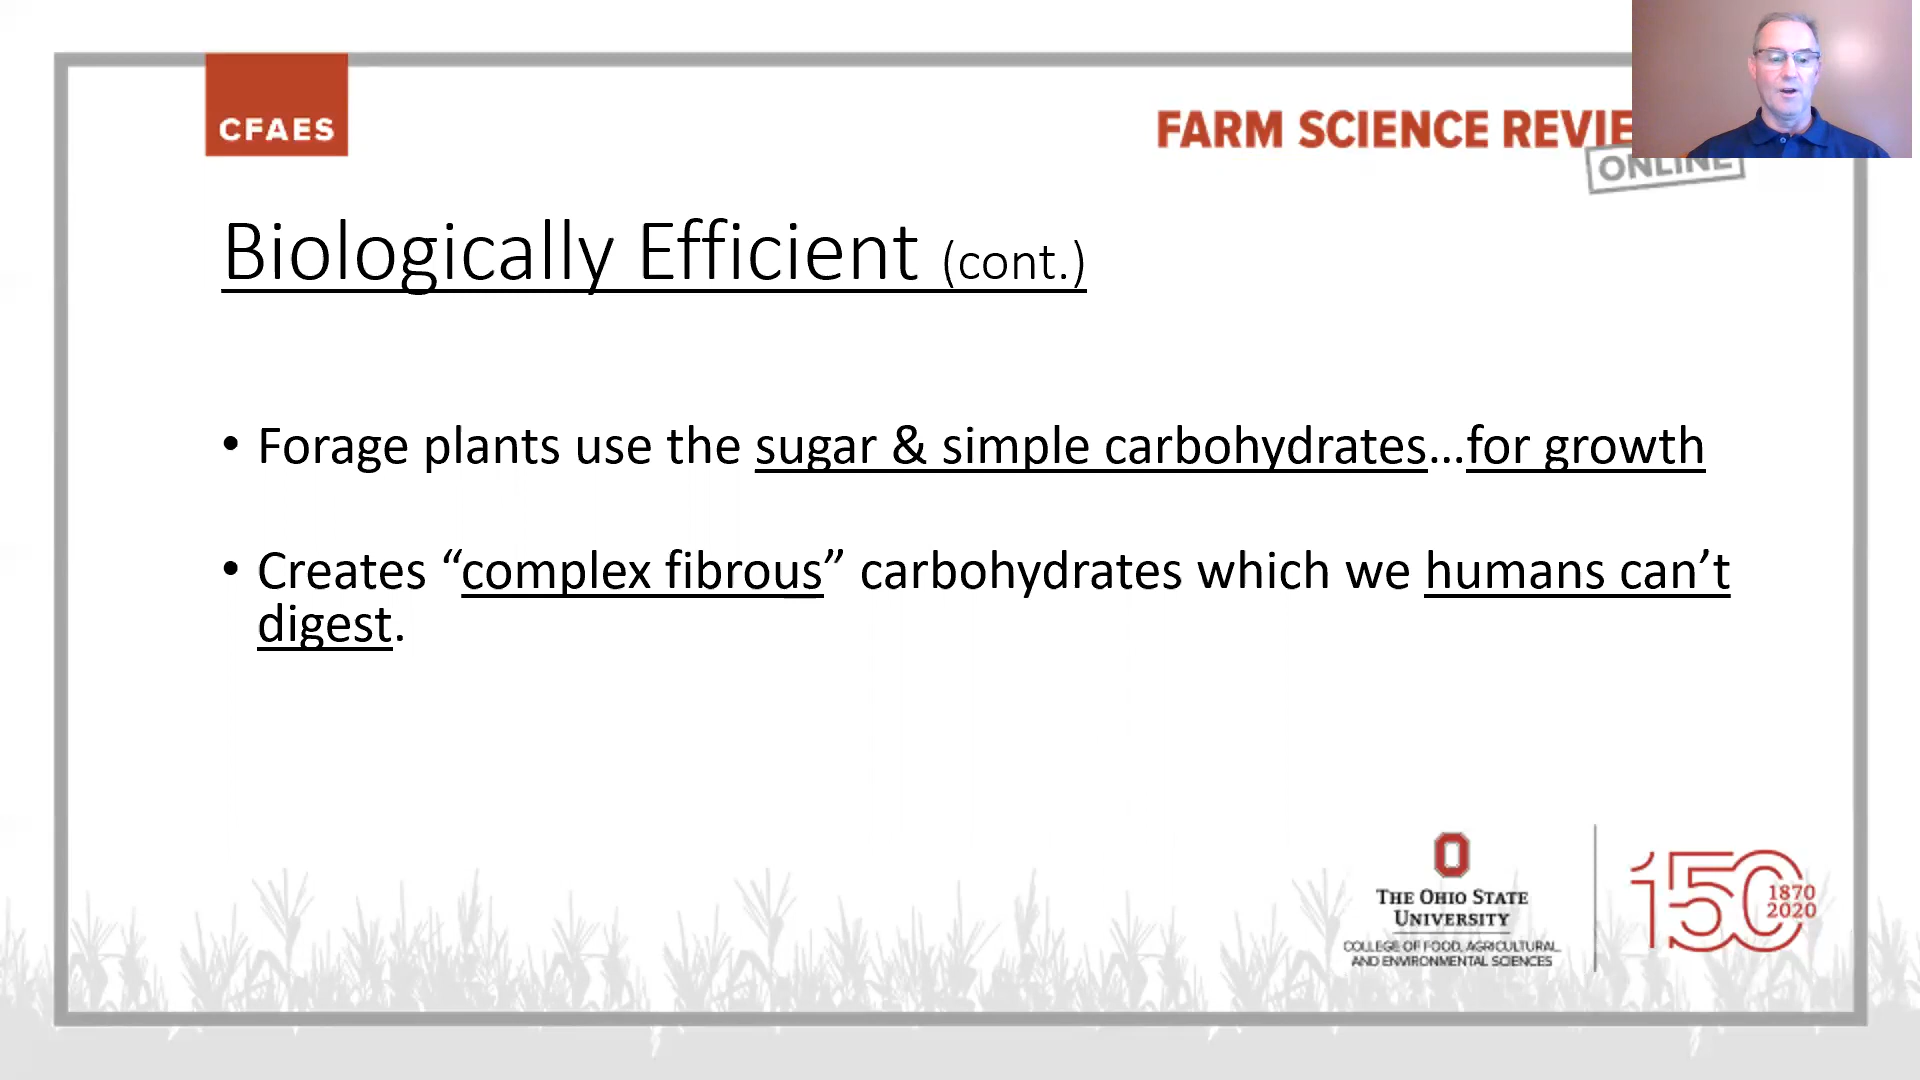 CFAES
FARM SCIENCE REVIE
ONLINE
Biologically Efficient (cont.)
• Forage plants use the sugar & simple carbohydrates...for growth
• Creates “complex fibrous” carbohydrates which we humans can’t
digest.
THE OHIO STATE
UNIVERSITY
COLLEGE OF FOOD, AGRICULTURAL,
AND ENVIRONMENTAL SCIENCES
150
1870
2020